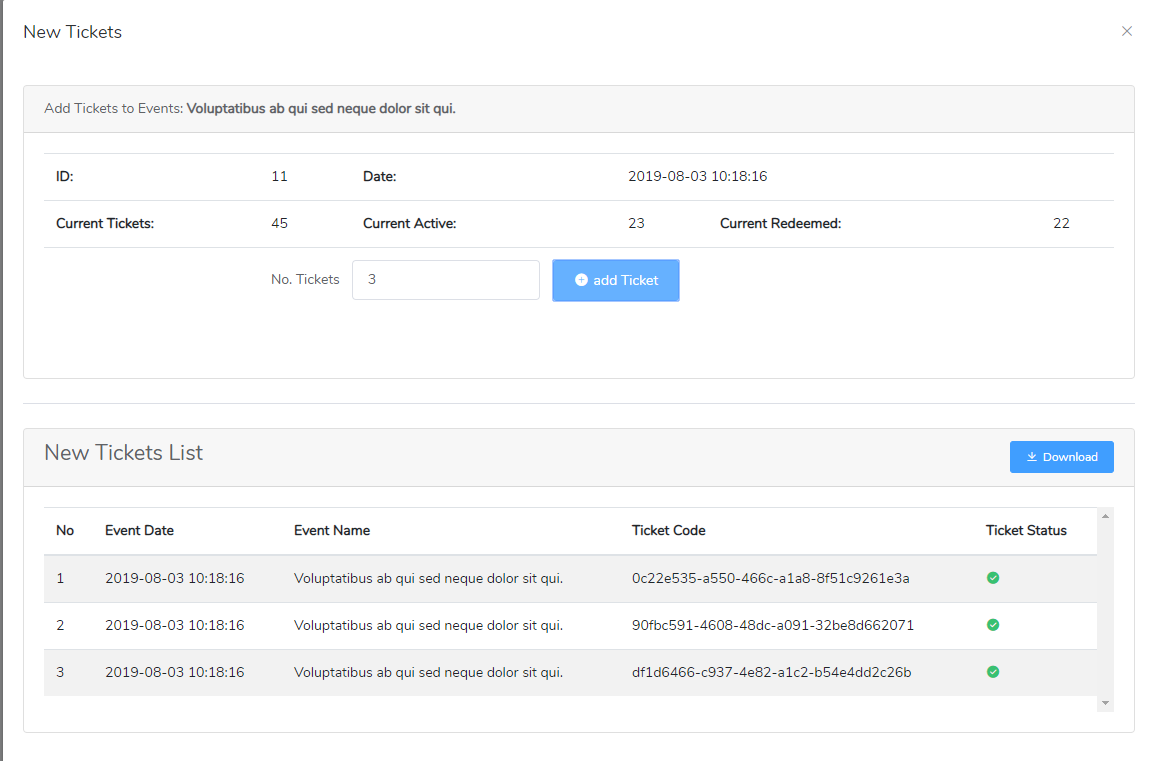 New Tickets
Add Tickets to Events: Voluptatibus ab qui sed neque dolor sit qui.
ID: 11 Date: 2019-08-03 10:18:16
Current Tickets: 45 Current Active: 23 Current Redeemed: 22
No. Tickets 3 add Ticket
New Tickets List Download
No Event Date Event Name Ticket Code Ticket Status
1 2019-08-03 10:18:16 Voluptatibus ab qui sed neque dolor sit qui. 0c22e535-a550-466c-a1a8-8f51c9261e3a
2 2019-08-03 10:18:16 Voluptatibus ab qui sed neque dolor sit qui. 90fbc591-4608-48dc-a091-32be8d662071
3 2019-08-03 10:18:16 Voluptatibus ab qui sed neque dolor sit qui. df1d6466-c937-4e82-a1c2-b54e4dd2c26b